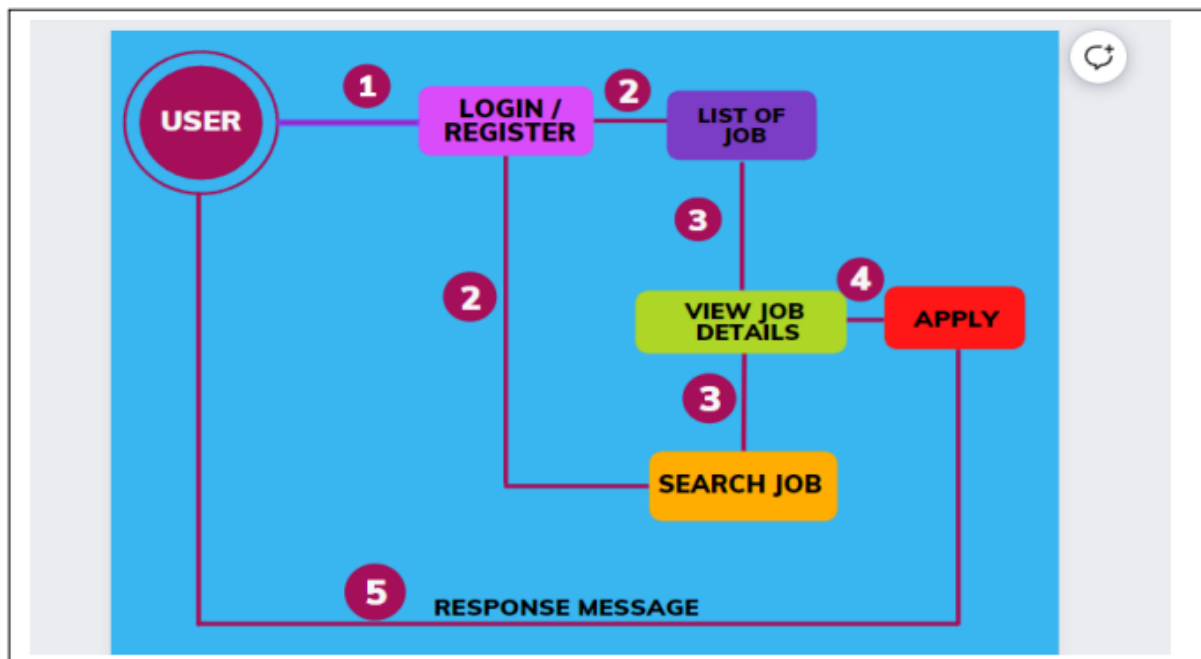 1
USER
LOGIN /
REGISTER
2
LIST OF
JOB
3
2
4
VIEW JOB
DETAILS
APPLY
3
SEARCH JOB
5
RESPONSE MESSAGE